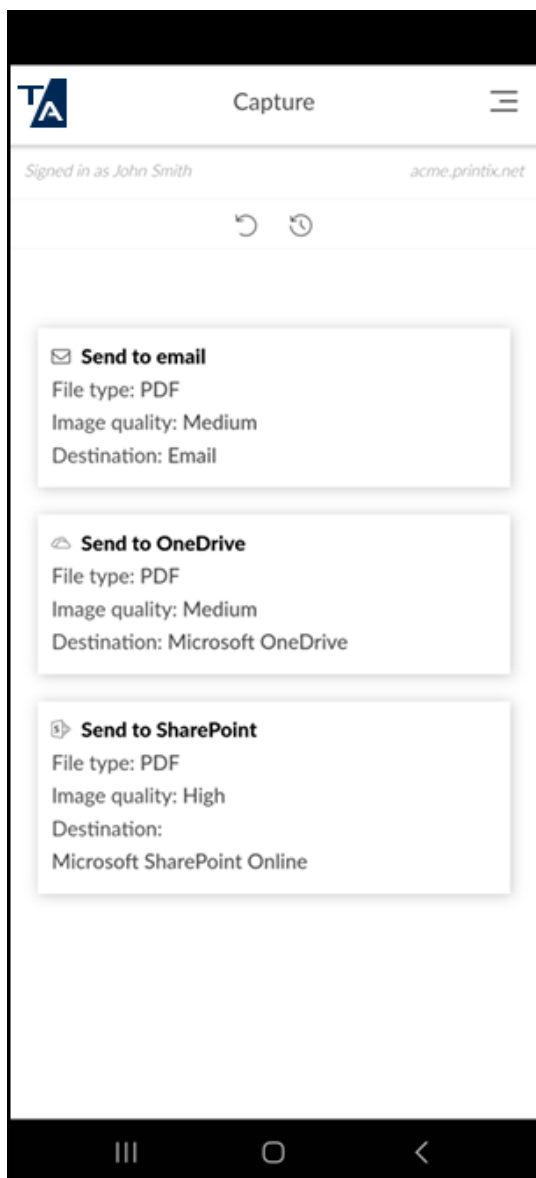 TA
Capture
Signed in as John Smith
acme.printix.net
Send to email
File type: PDF
Image quality: Medium
Destination: Email
Send to OneDrive
File type: PDF
Image quality: Medium
Destination: Microsoft OneDrive
Send to SharePoint
File type: PDF
Image quality: High
Destination:
Microsoft SharePoint Online